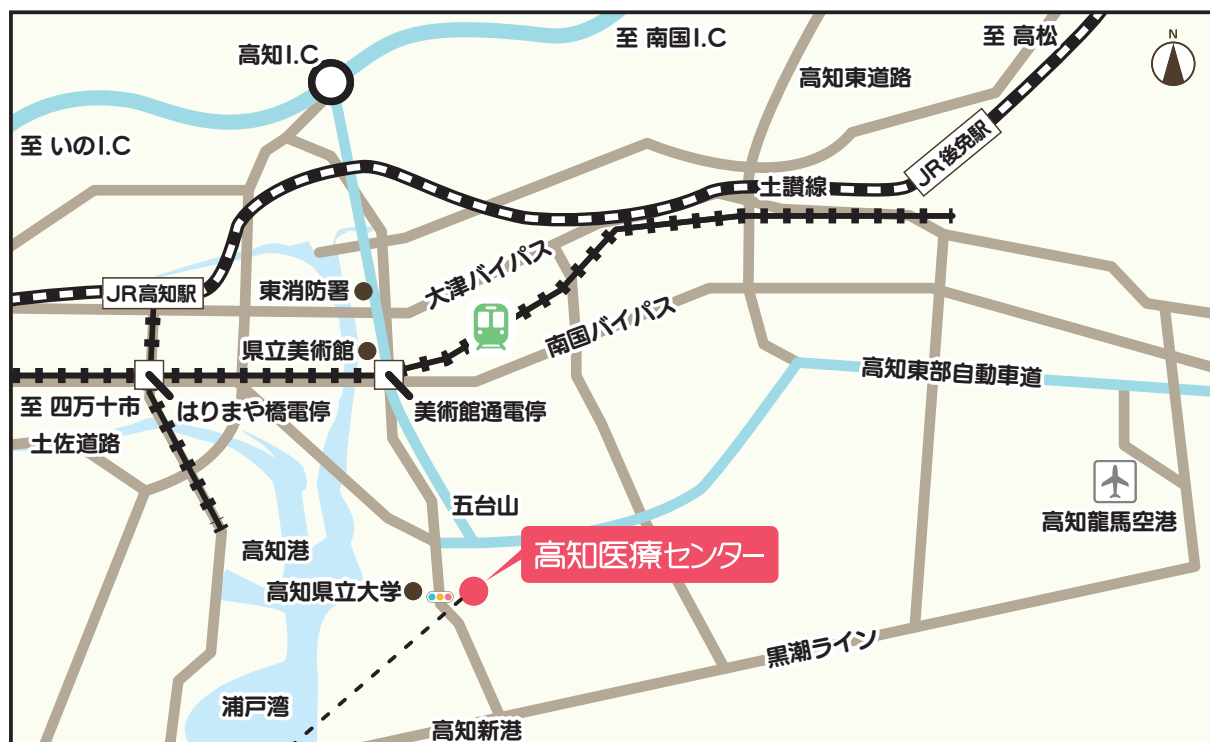 至 南国I.C
至 高松
N
高知I.C
高知東道路
至 いのI.C
JR後免駅
土讃線
大津バイパス
JR高知駅
東消防署
南国バイパス
県立美術館
高知東部自動車道
至 四万十市
はりまや橋電停
美術館通電停
土佐道路
五台山
高知龍馬空港
高知港
高知医療センター
高知県立大学
黒潮ライン
浦戸湾
高知新港